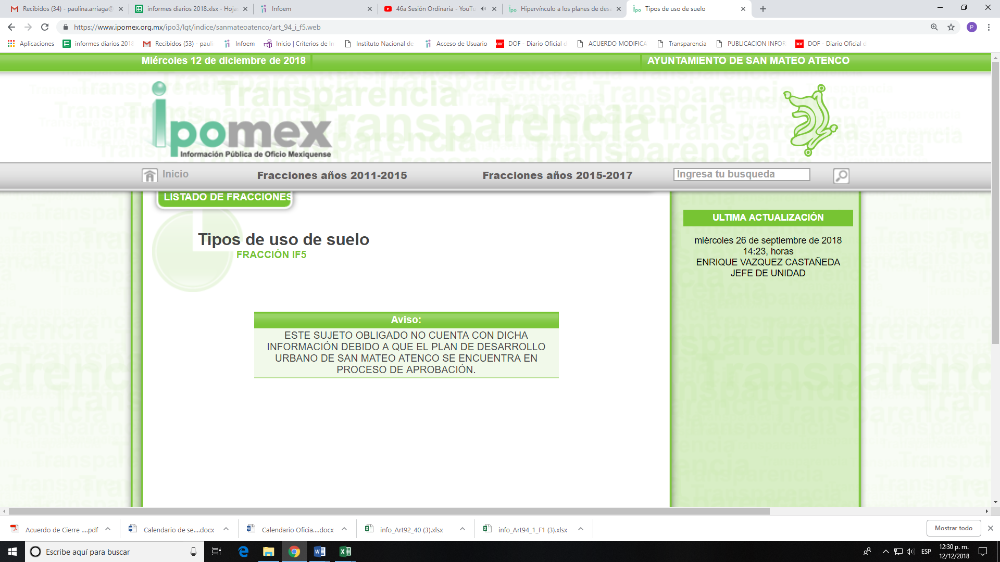 Recibidos (34) - paulina.arriaga@
informes diarios 2018.xlsx - Hoja
Infoem
46a Sesión Ordinaria - YouTu
Hipervínculo a los planes de desa
Tipos de uso de suelo
https://www.ipomex.org.mx/ipo3/lgt/indice/sanmateoatenco/art_94_i_f5.web
P
Aplicaciones
informes diarios 2018
Recibidos (53) - pauli
Infoem
Inicio | Criterios de In
Instituto Nacional de
Acceso de Usuario
DOF - Diario Oficial d
ACUERDO MODIFICA
Transparencia
PUBLICACION INFOR
DOF - Diario Oficial d
Miércoles 12 de diciembre de 2018
AYUNTAMIENTO DE SAN MATEO ATENCO
Transparencia
ipomex
Información Pública de Oficio Mexiquense
Inicio
Fracciones años 2011-2015
Fracciones años 2015-2017
Ingresa tu busqueda
LISTADO DE FRACCIONES
Tipos de uso de suelo
FRACCIÓN IF5
ULTIMA ACTUALIZACIÓN
miércoles 26 de septiembre de 2018
14:23, horas
ENRIQUE VAZQUEZ CASTAÑEDA
JEFE DE UNIDAD
Aviso:
ESTE SUJETO OBLIGADO NO CUENTA CON DICHA
INFORMACIÓN DEBIDO A QUE EL PLAN DE DESARROLLO
URBANO DE SAN MATEO ATENCO SE ENCUENTRA EN
PROCESO DE APROBACIÓN.
Acuerdo de Cierre ....pdf
Calendario de se....docx
Calendario Oficia....docx
info_Art92_40 (3).xlsx
info_Art94_1_F1 (3).xlsx
Mostrar todo
Escribe aquí para buscar
ESP
12:30 p. m.
12/12/2018